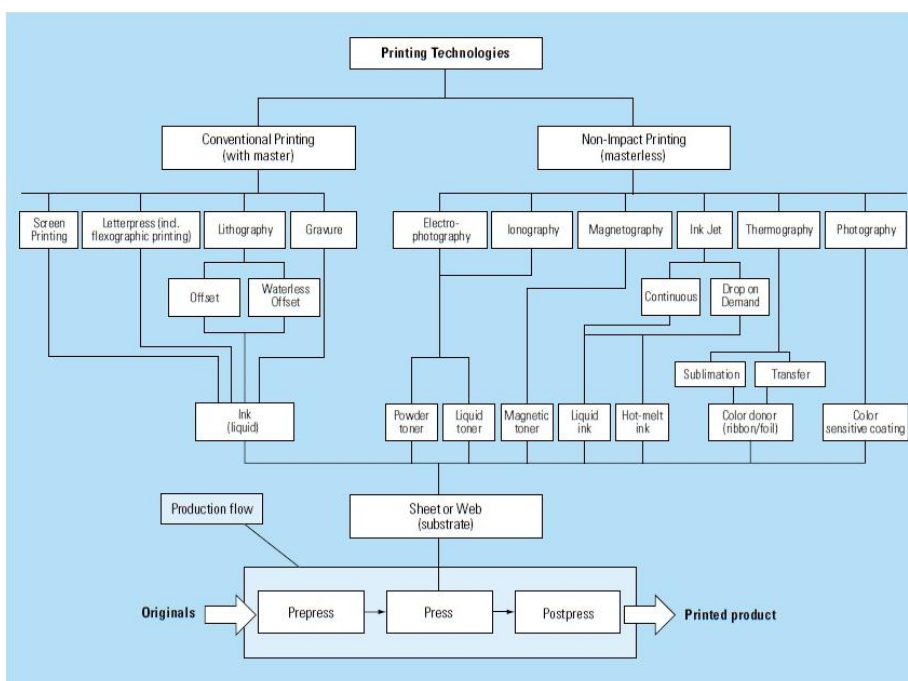 Printing Technologies
Conventional Printing
(with master)
Non-Impact Printing
(masterless)
Screen
Printing
Letterpress (incl.
flexographic printing)
Lithography
Gravure
Electro-
photography
Ionography
Magnetography
Ink Jet
Thermography
Photography
Offset
Waterless
Offset
Continuous
Drop on
Demand
Sublimation
Transfer
Ink
(liquid)
Powder
toner
Liquid
toner
Magnetic
toner
Liquid
ink
Hot-melt
ink
Color donor
(ribbon/foil)
Color
sensitive coating
Production flow
Sheet or Web
(substrate)
Originals
Prepress
Press
Postpress
Printed product